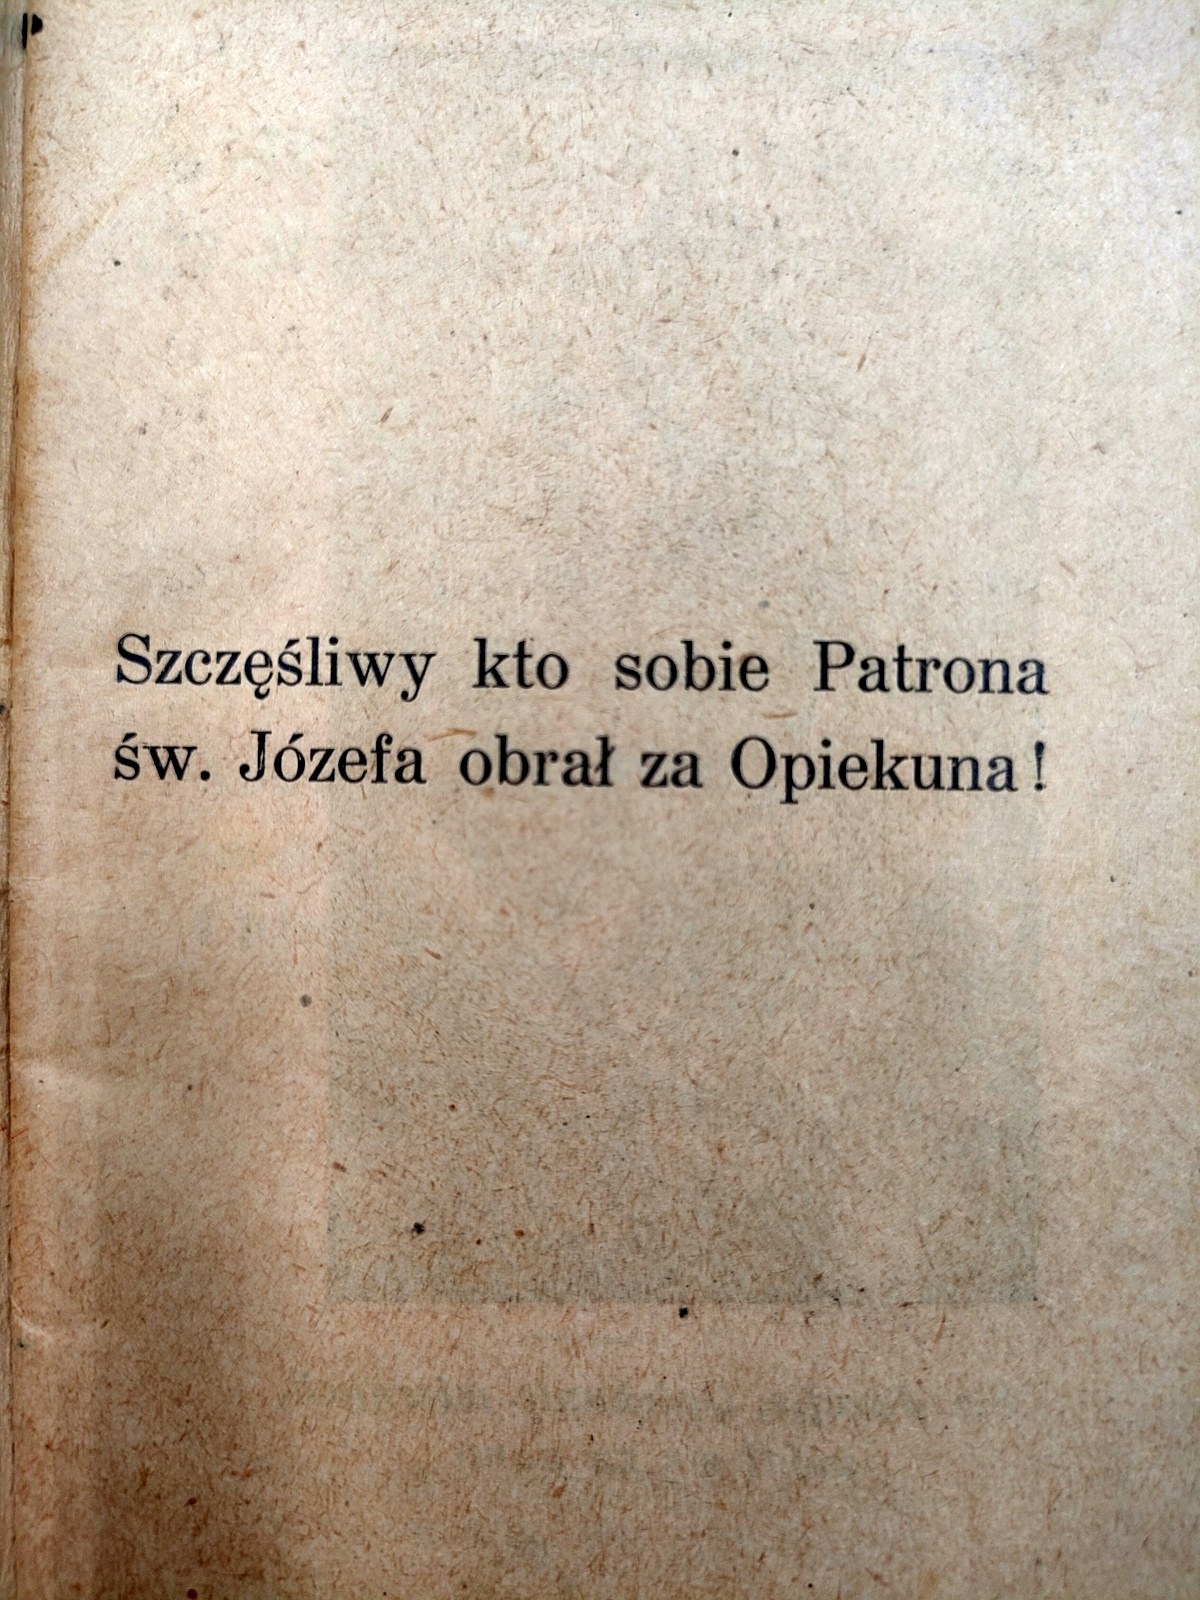 Szczęśliwy kto sobie Patrona
św. Józefa obrał za Opiekuna!